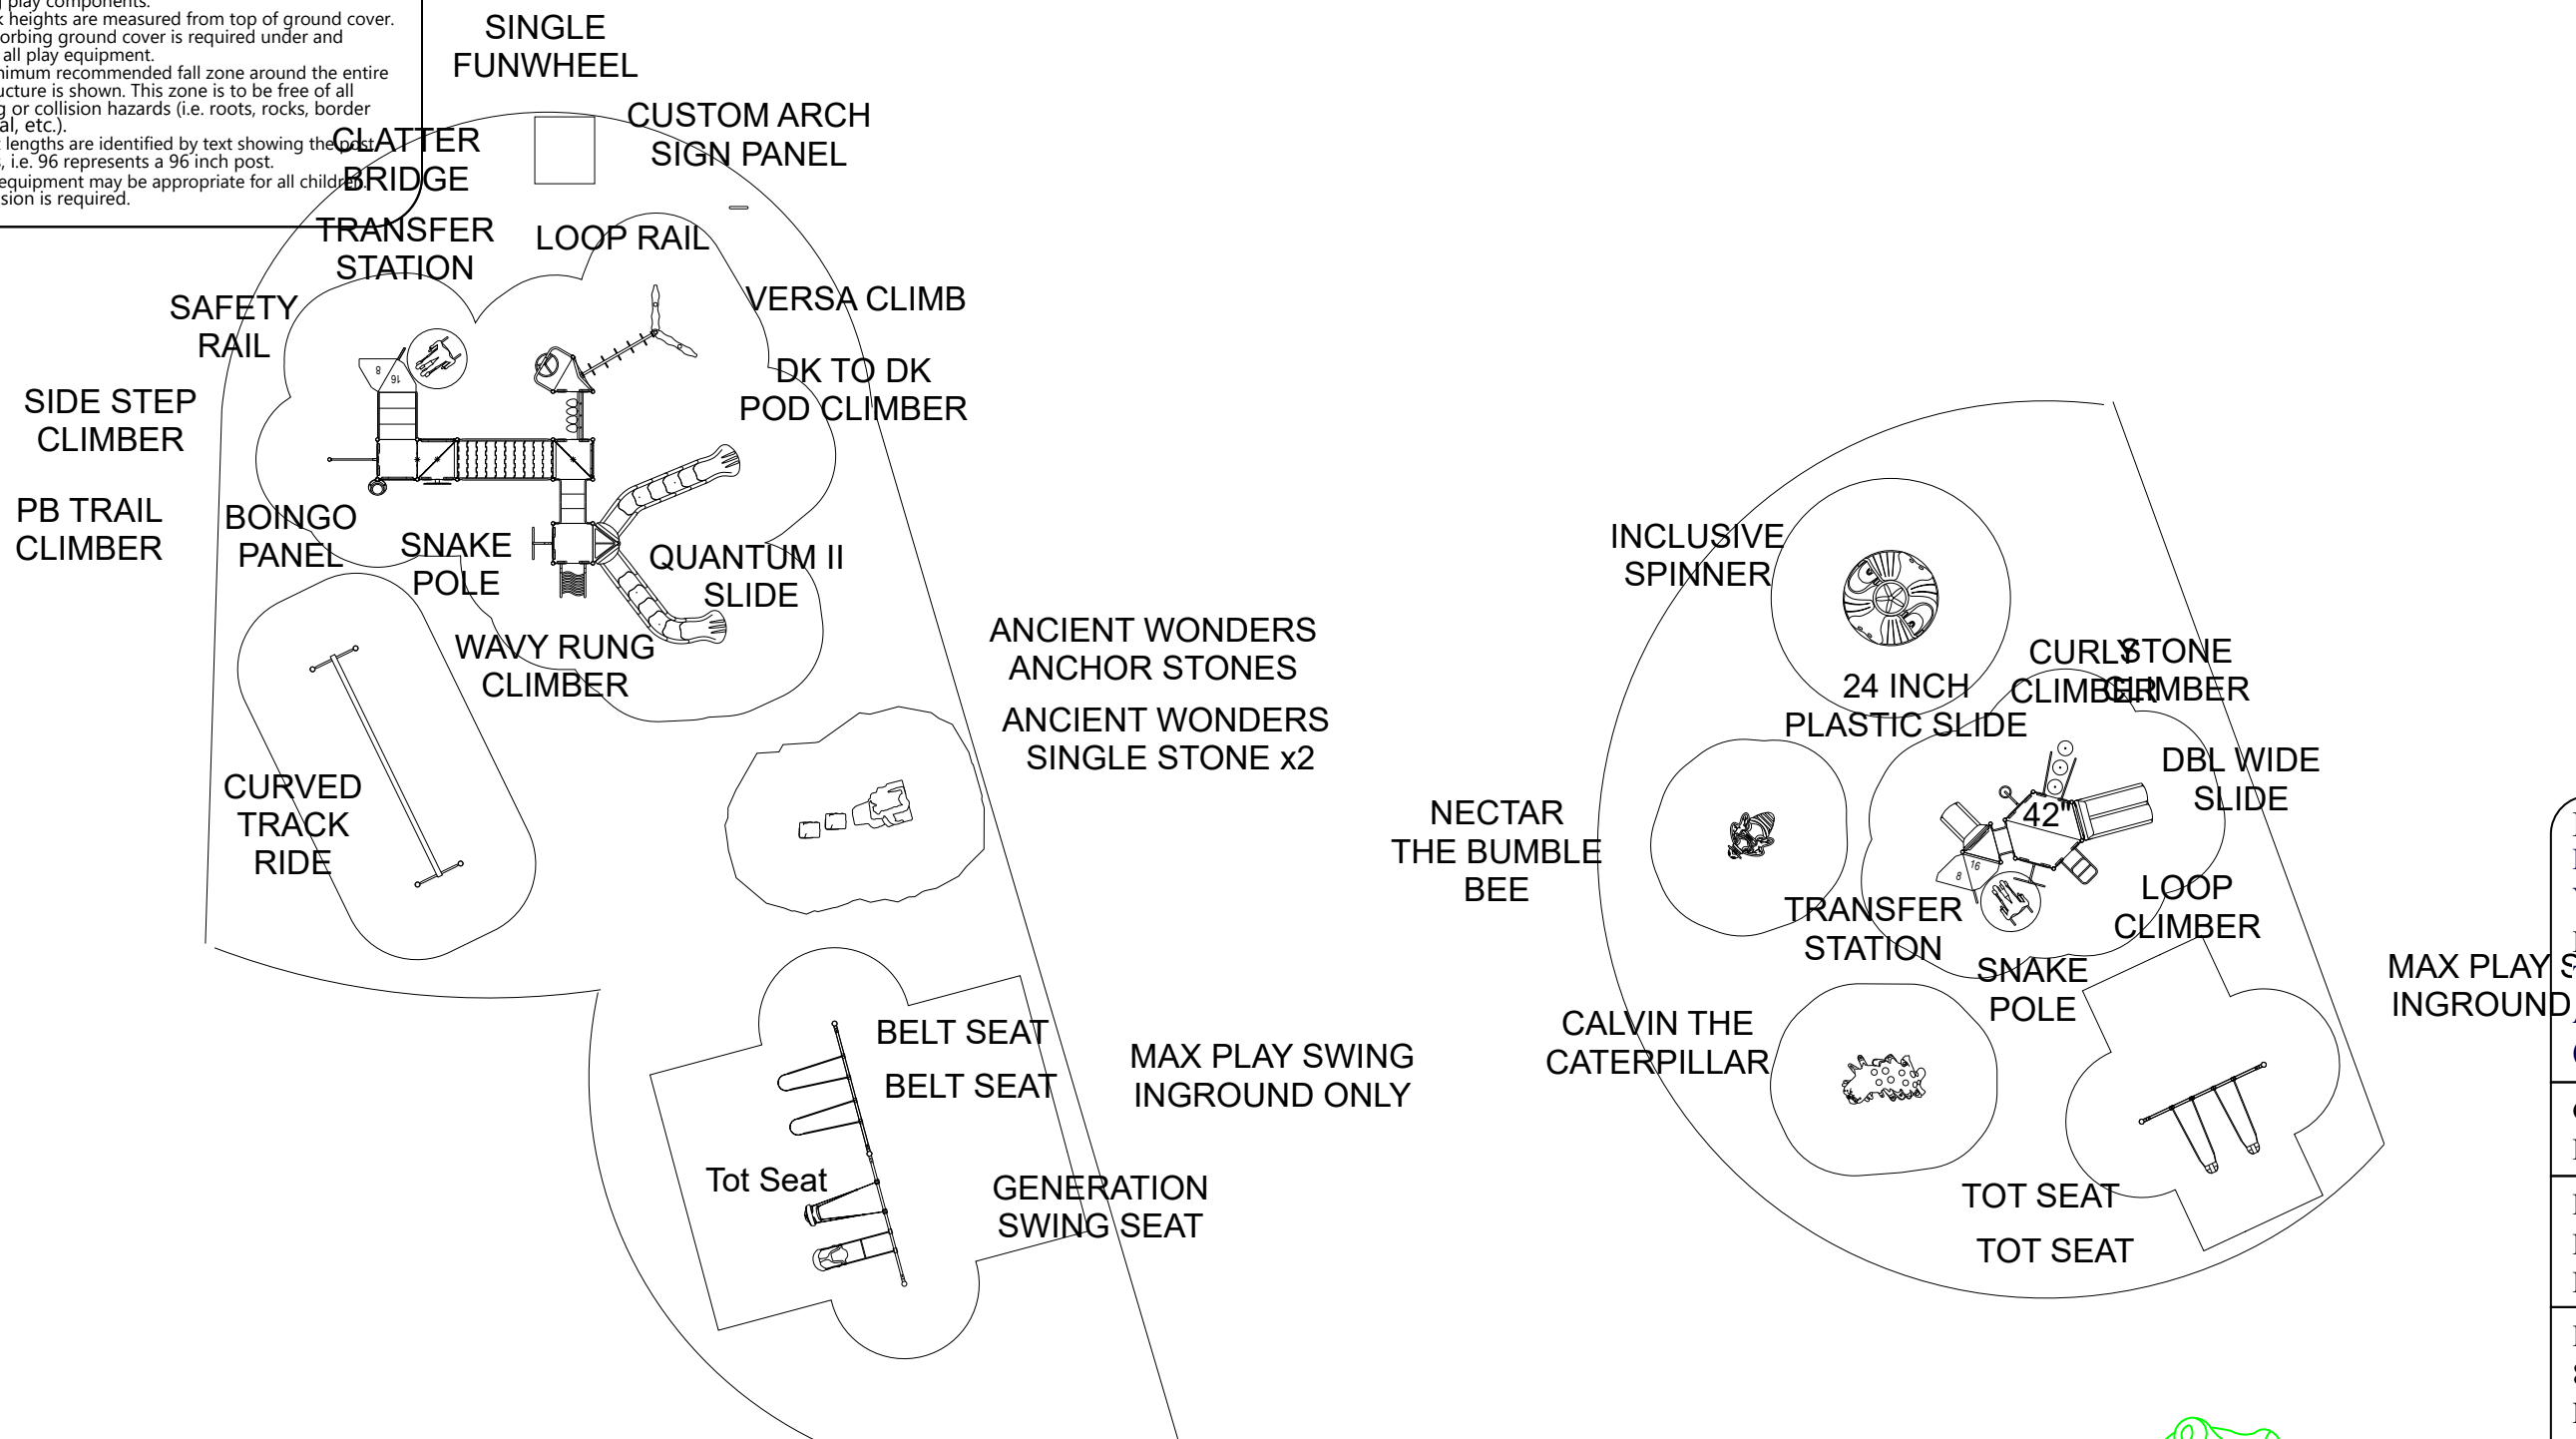 play components.
heights are measured from top of ground cover.
orbing ground cover is required under and
all play equipment.
nimum recommended fall zone around the entire
ucture is shown. This zone is to be free of all
or collision hazards (i.e. roots, rocks, border
al, etc.).
lengths are identified by text showing the post
, i.e. 96 represents a 96 inch post.
equipment may be appropriate for all children.
sion is required.
SINGLE
FUNWHEEL
CUSTOM ARCH
SIGN PANEL
CLATTER
BRIDGE
TRANSFER
STATION
LOOP RAIL
SAFETY
RAIL
VERSA CLIMB
DK TO DK
POD CLIMBER
SIDE STEP
CLIMBER
8
16
PB TRAIL
CLIMBER
BOINGO
PANEL
SNAKE
POLE
QUANTUM II
SLIDE
WAVY RUNG
CLIMBER
CURVED
TRACK
RIDE
ANCIENT WONDERS
ANCHOR STONES
ANCIENT WONDERS
SINGLE STONE x2
BELT SEAT
BELT SEAT
MAX PLAY SWING
INGROUND ONLY
Tot Seat
GENERATION
SWING SEAT
INCLUSIVE
SPINNER
CURLY
CLIMBER
STONE
CLIMBER
24 INCH
PLASTIC SLIDE
DBL WIDE
SLIDE
42"
NECTAR
THE BUMBLE
BEE
16
8
TRANSFER
STATION
LOOP
CLIMBER
SNAKE
POLE
MAX PLAY S
INGROUND
CALVIN THE
CATERPILLAR
TOT SEAT
TOT SEAT